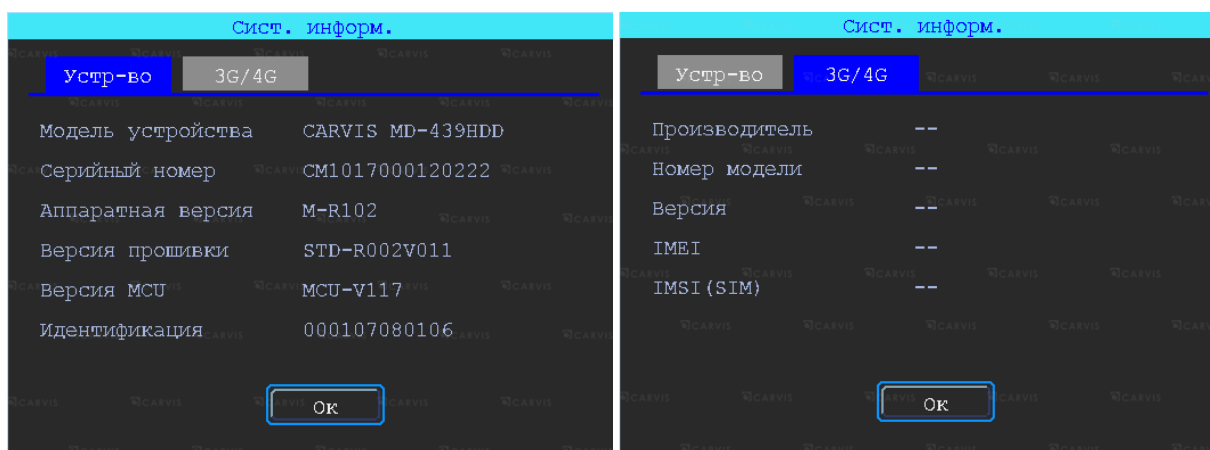 Сист. информ.
Устр-во 3G/4G
Модель устройства CARVIS MD-439HDD
Серийный номер CM1017000120222
Аппаратная версия M-R102
Версия прошивки STD-R002V011
Версия MCU MCU-V117
Идентификация 000107080106
Ок
Сист. информ.
Устр-во 3G/4G
Производитель --
Номер модели --
Версия --
IMEI --
IMSI(SIM) --
Ок